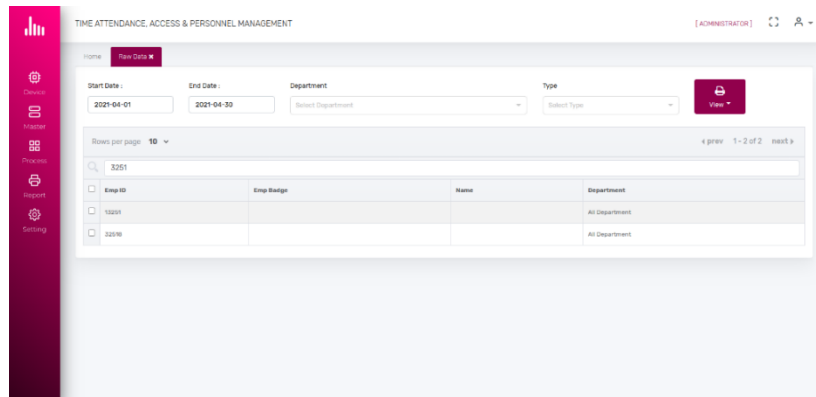 TIME ATTENDANCE, ACCESS & PERSONNEL MANAGEMENT
[ ADMINISTRATOR ]
Home
Raw Data ✖
Device
Master
Process
Report
Setting
Start Date :
End Date :
Department
Type
2021-04-01
2021-04-30
Select Department
Select Type
View
Rows per page 10
prev 1 - 2 of 2 next
3251
Emp ID Emp Badge Name Department
13251 All Department
32518 All Department